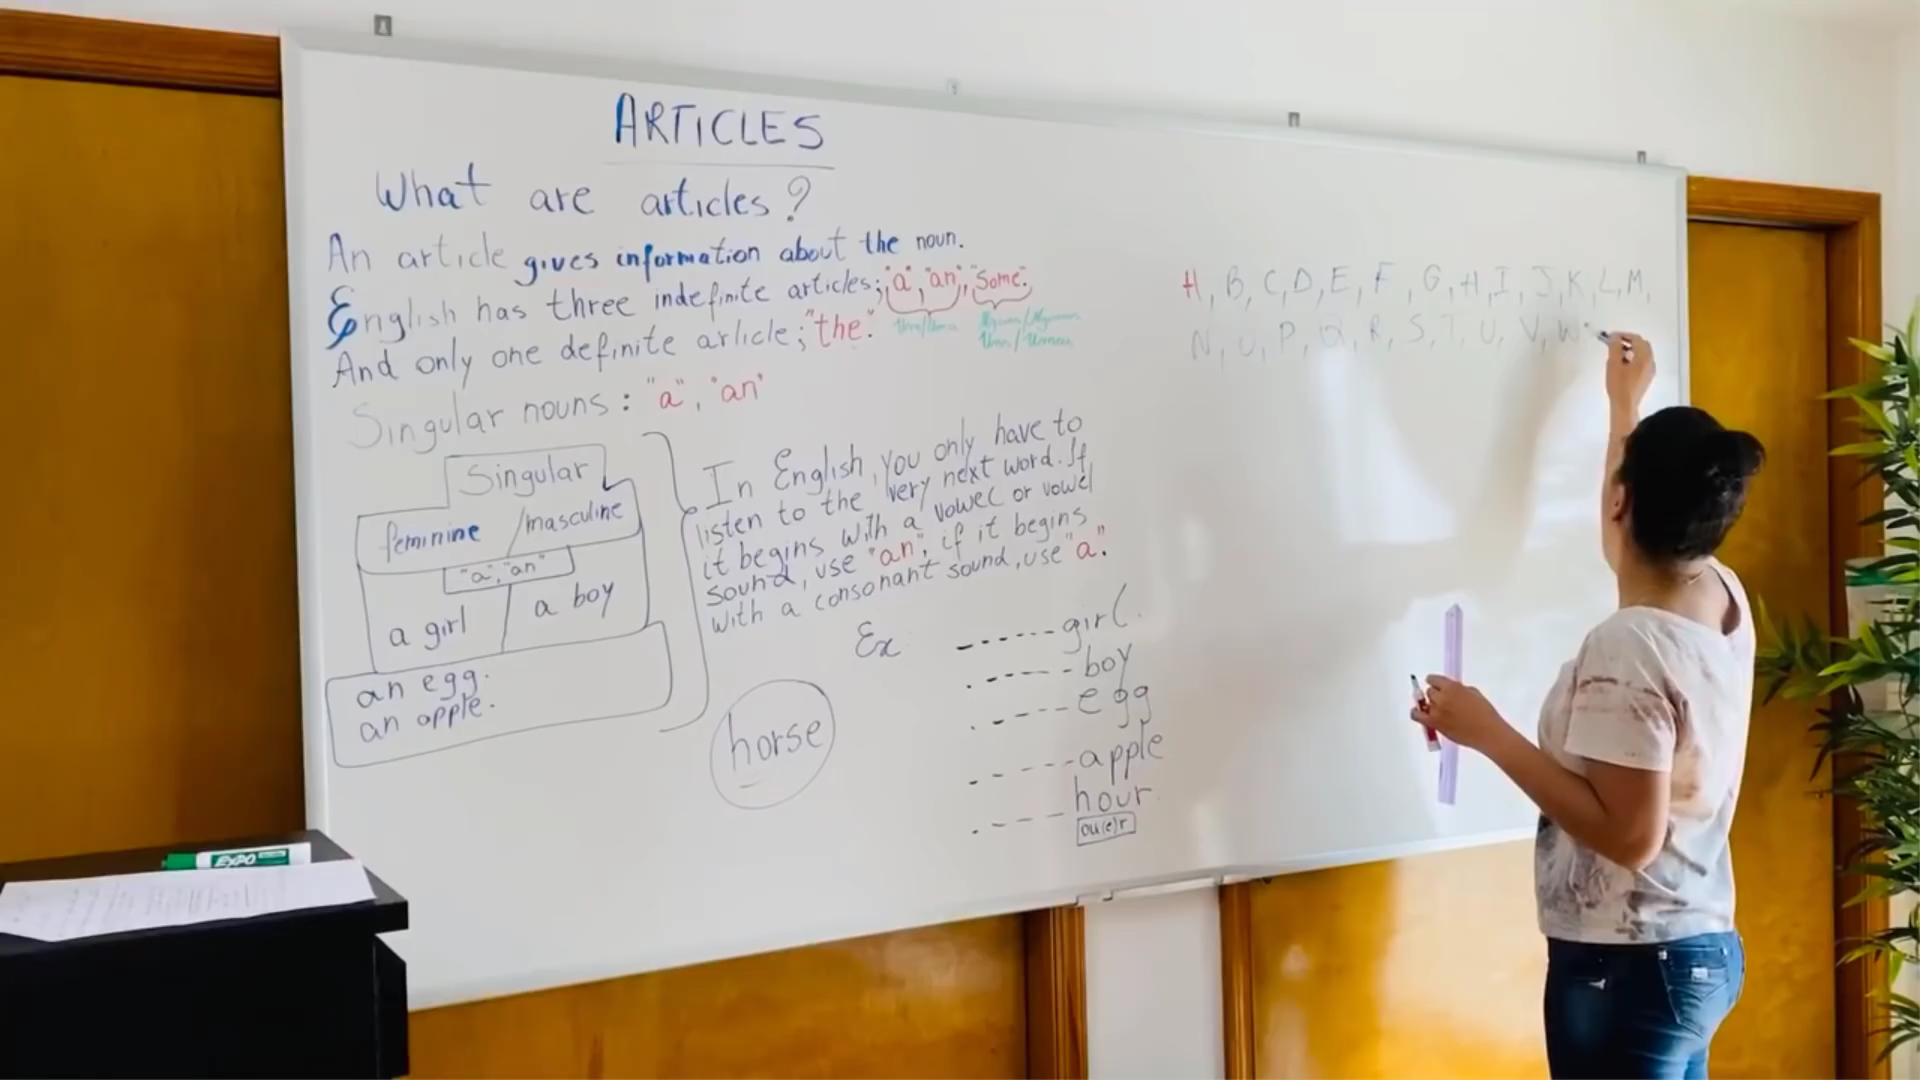 ARTICLES
What are articles?
An article gives information about the noun.
English has three indefinite articles; "a", "an", "Some".
And only one definite article; "the".
Singular nouns: "a", "an"
Singular
feminine / masculine
"a", "an"
a girl
a boy
an egg.
an apple.
In English, you only have to
listen to the very next word. If
it begins with a vowel or vowel
sound, use "an"; if it begins
with a consonant sound, use "a".
Ex
------ girl.
------ boy
------ egg
------ apple
------ hour
ou(e)r
horse
A, B, C, D, E, F, G, H, I, J, K, L, M,
N, O, P, Q, R, S, T, U, V, W
EXPO